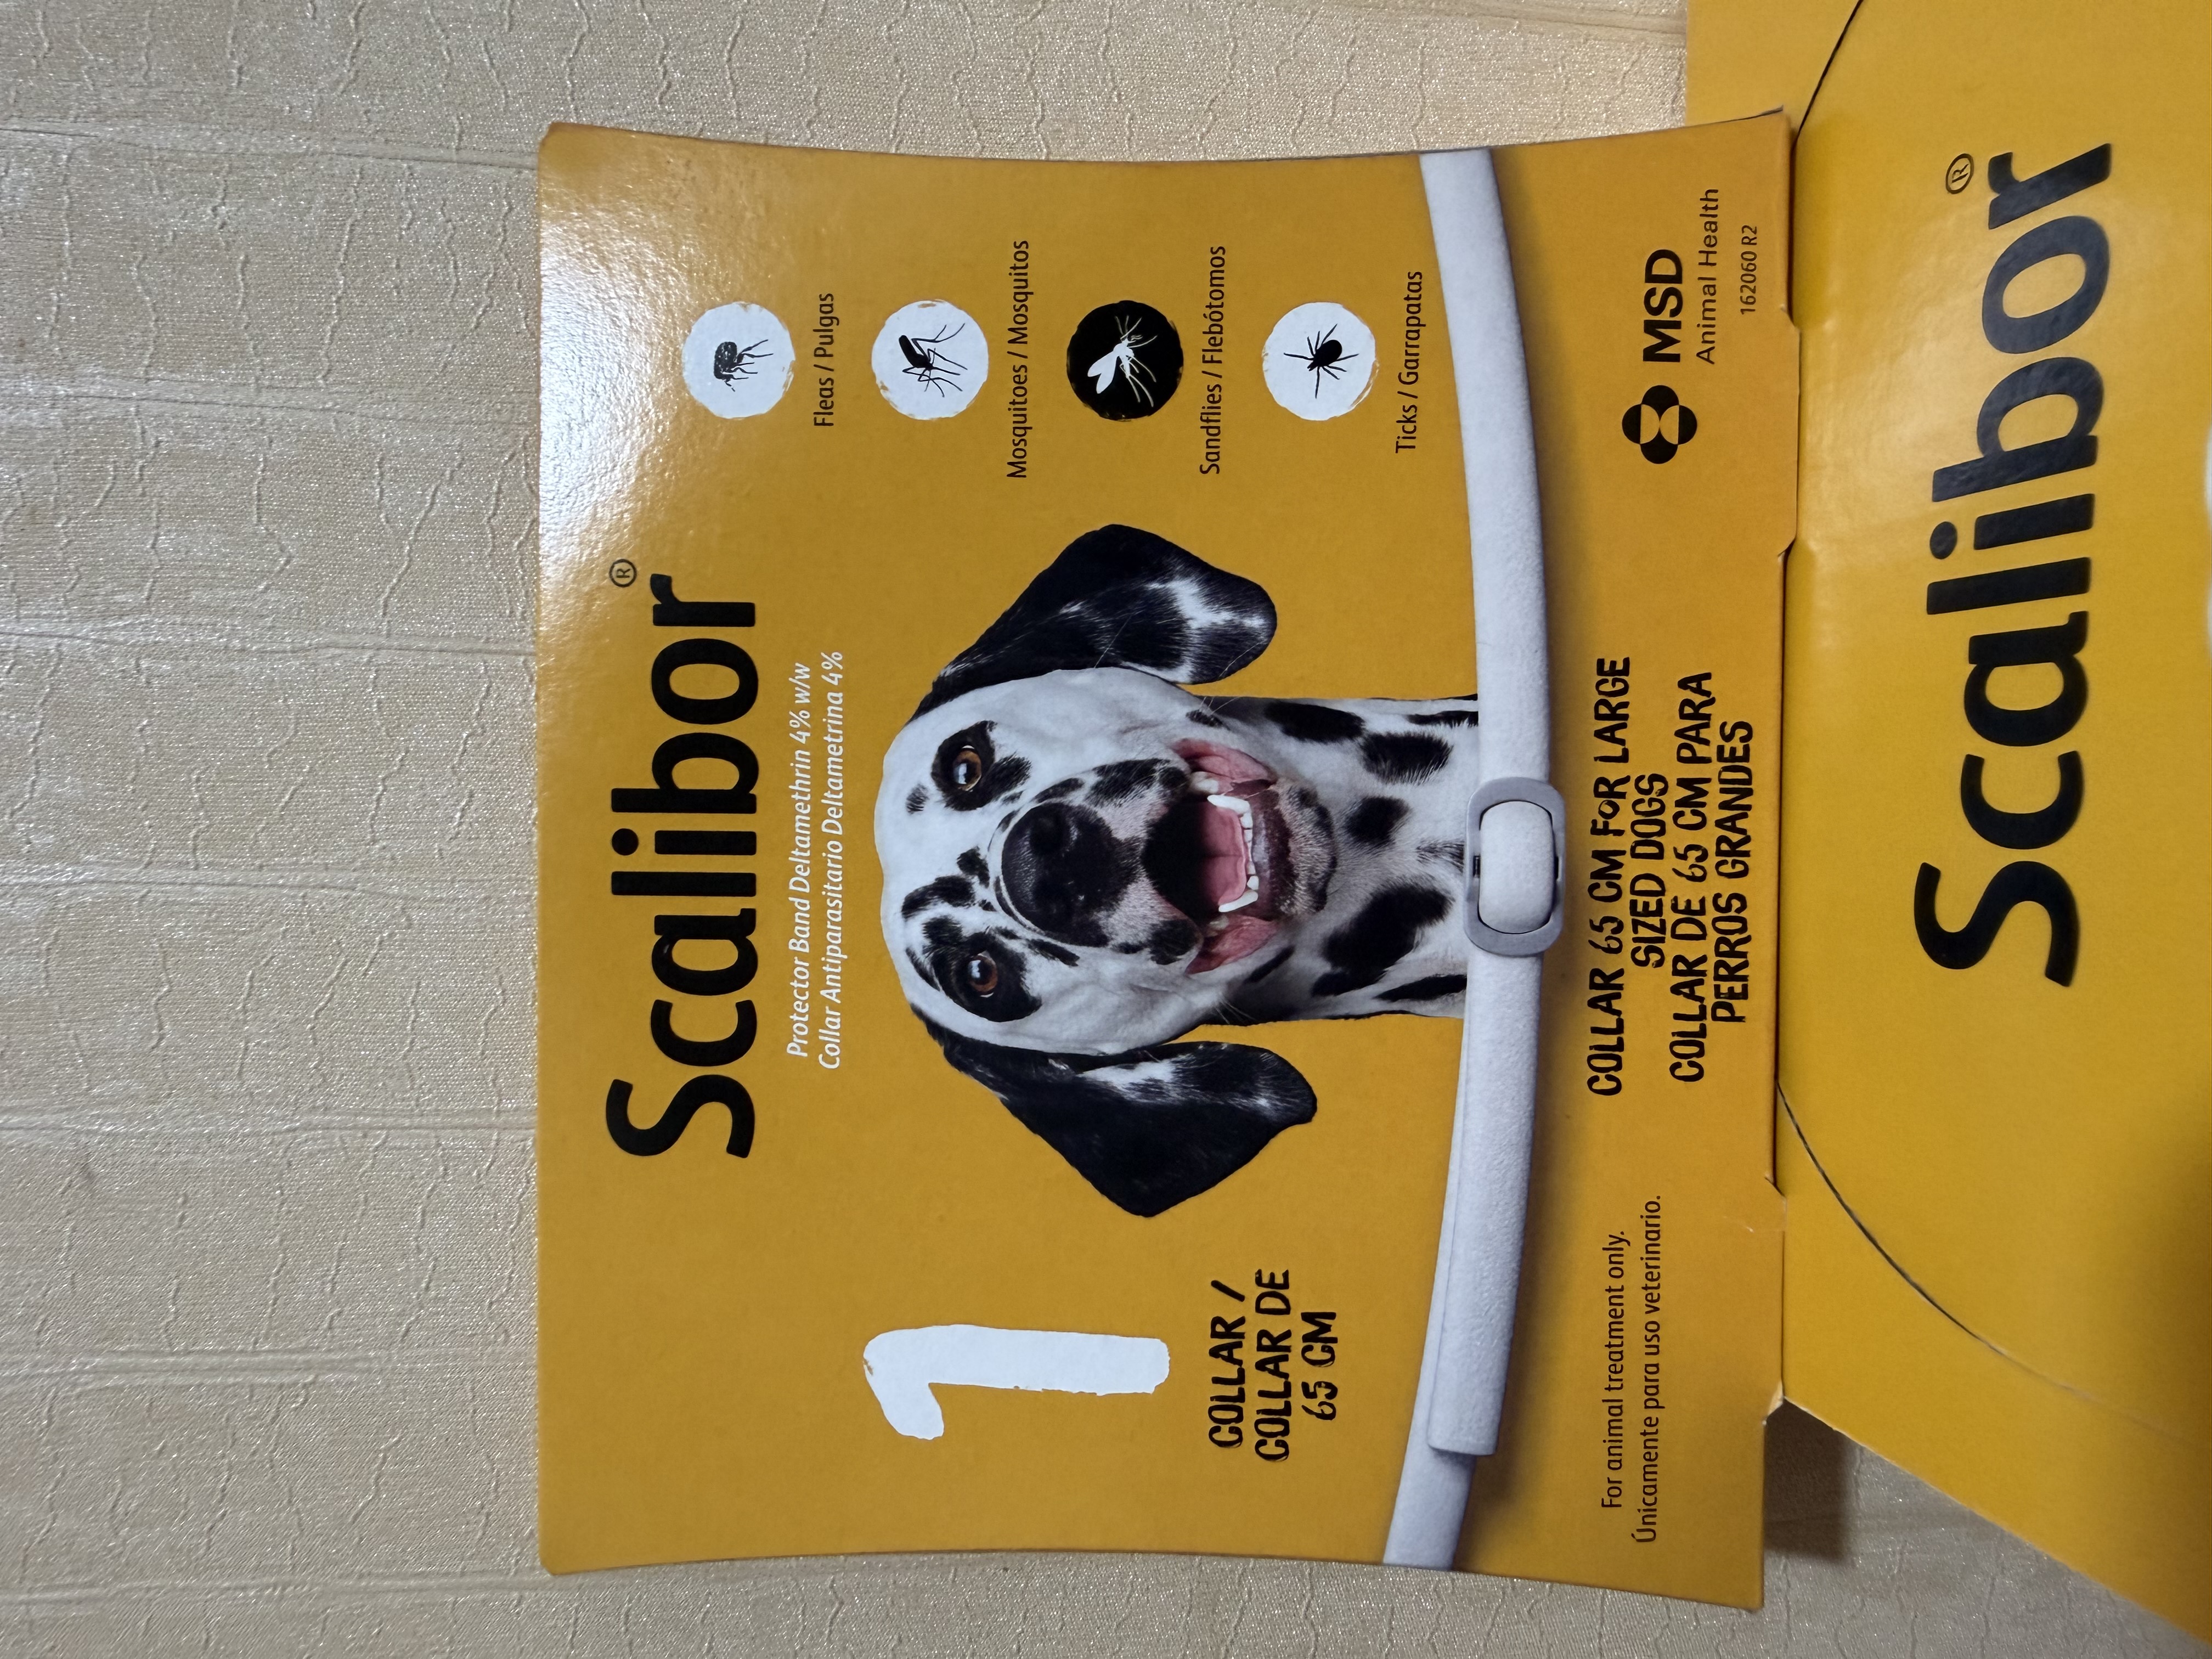 Scalibor®
Protector Band Deltamethrin 4% w/w
Collar Antiparasitario Deltametrina 4%
1
COLLAR /
COLLAR DE
65 CM
Fleas / Pulgas
Mosquitoes / Mosquitos
Sandflies / Flebótomos
Ticks / Garrapatas
For animal treatment only.
Únicamente para uso veterinario.
COLLAR 65 CM FOR LARGE
SIZED DOGS
COLLAR DE 65 CM PARA
PERROS GRANDES
MSD
Animal Health
162060 R2
Scalibor®